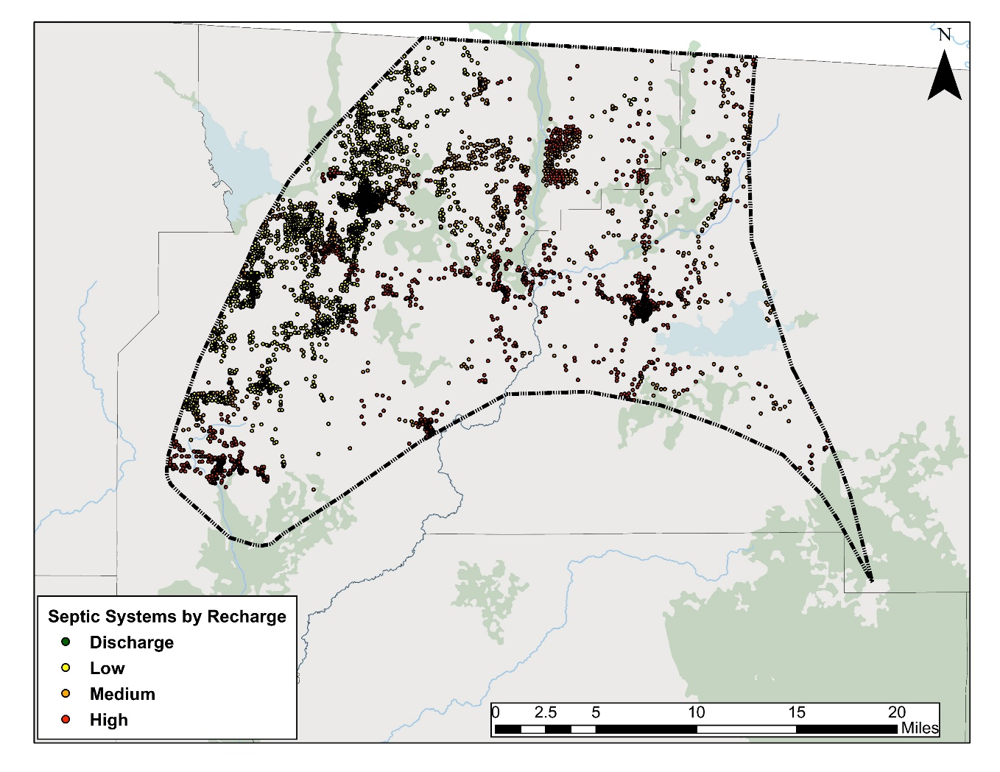 N
Septic Systems by Recharge
Discharge
Low
Medium
High
0 2.5 5 10 15 20
Miles